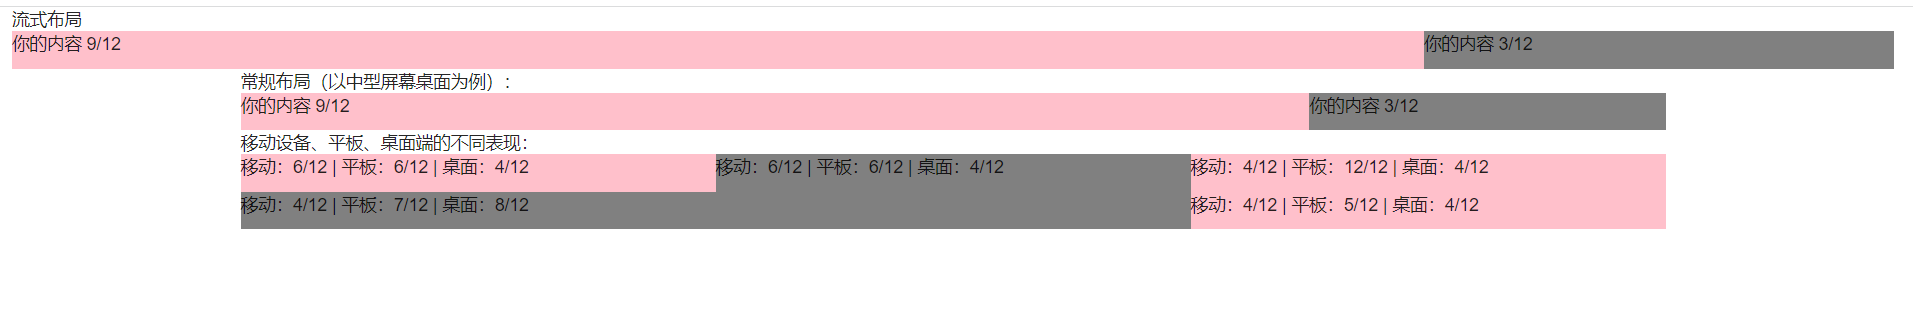 流式布局
你的内容 9/12 你的内容 3/12
常规布局（以中型屏幕桌面为例）：
你的内容 9/12 你的内容 3/12
移动设备、平板、桌面端的不同表现：
移动：6/12 | 平板：6/12 | 桌面：4/12 移动：6/12 | 平板：6/12 | 桌面：4/12 移动：4/12 | 平板：12/12 | 桌面：4/12
移动：4/12 | 平板：7/12 | 桌面：8/12 移动：4/12 | 平板：5/12 | 桌面：4/12